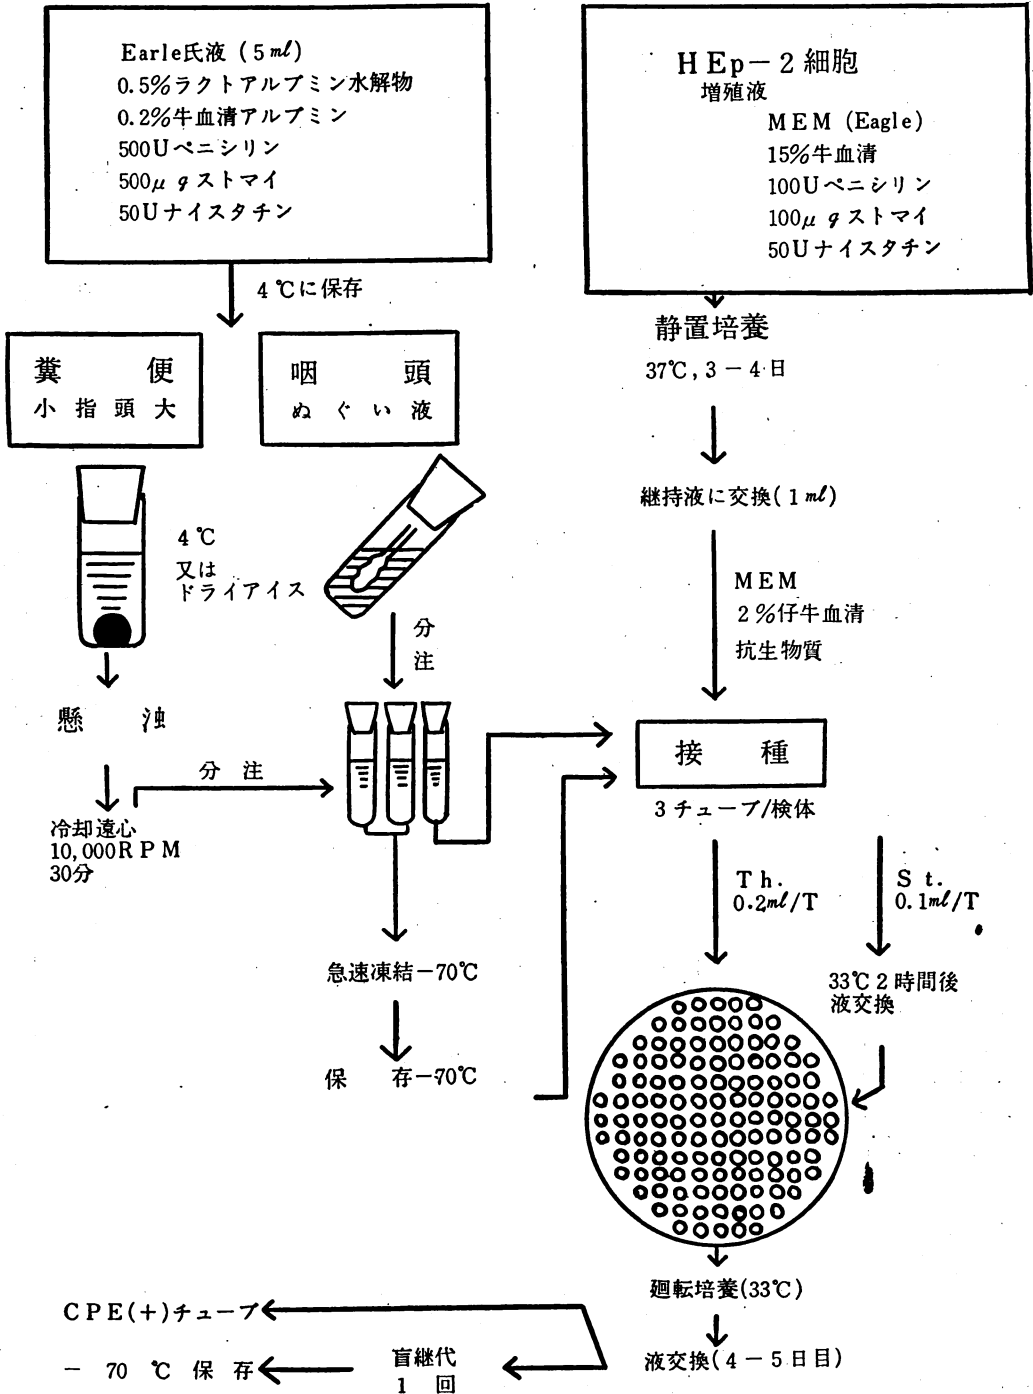 Earle氏液 (5ml)
0.5%ラクトアルブミン水解物
0.2%牛血清アルブミン
500Uペニシリン
500μgストマイ
50Uナイスタチン
4℃に保存
糞便
小指頭大
咽頭
ぬぐい液
4℃
又は
ドライアイス
分
注
懸濁
分注
冷却遠心
10,000RPM
30分
急速凍結-70℃
保存-70℃
HEp-2細胞
増殖液
MEM (Eagle)
15%牛血清
100Uペニシリン
100μgストマイ
50Uナイスタチン
静置培養
37℃, 3-4日
継持液に交換(1ml)
MEM
2%仔牛血清
抗生物質
接種
3チューブ/検体
Th.
0.2ml/T
St.
0.1ml/T
33℃2時間後
液交換
廻転培養(33℃)
液交換(4-5日目)
盲継代
1回
CPE(+)チューブ
-70℃保存